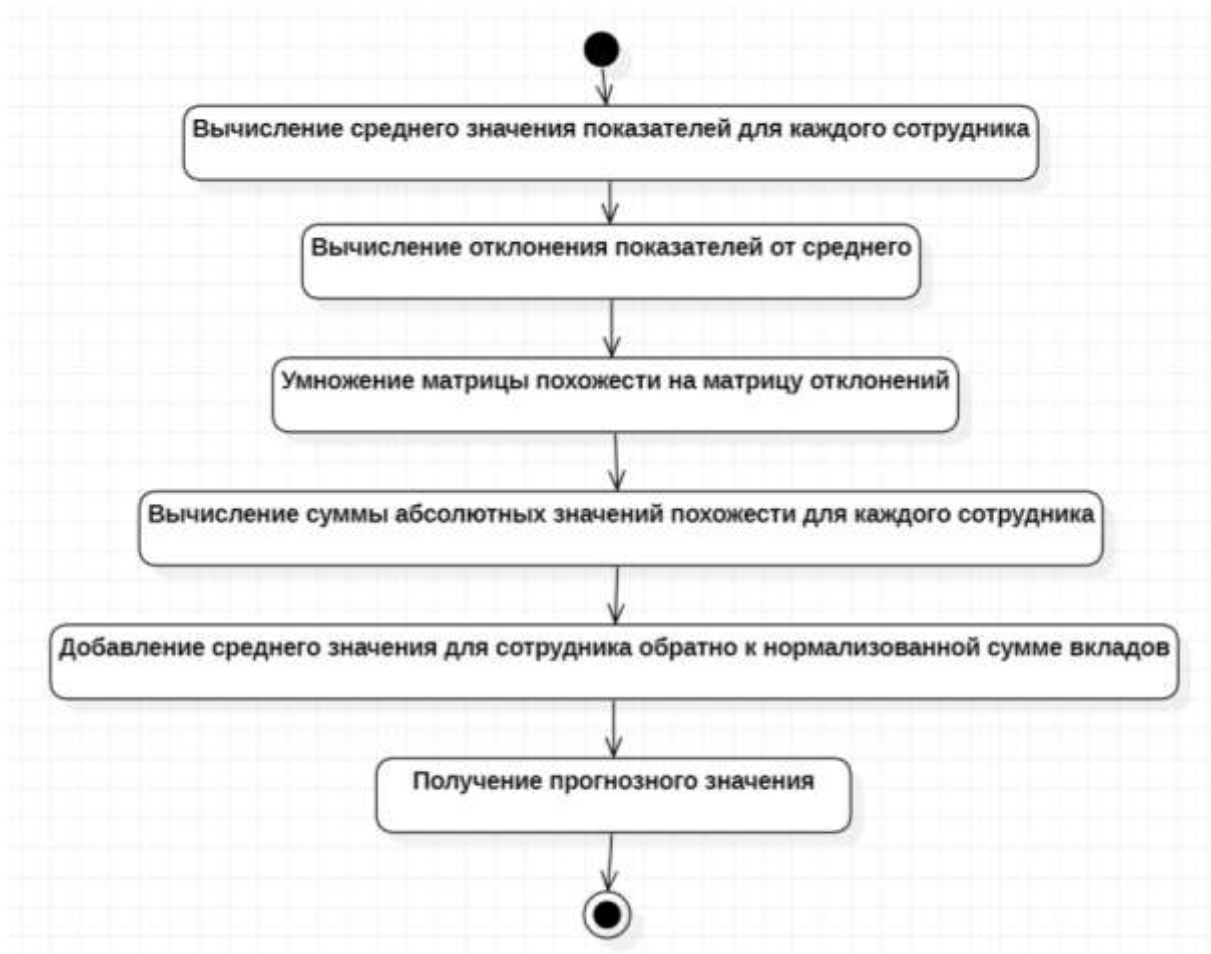 Вычисление среднего значения показателей для каждого сотрудника
Вычисление отклонения показателей от среднего
Умножение матрицы похожести на матрицу отклонений
Вычисление суммы абсолютных значений похожести для каждого сотрудника
Добавление среднего значения для сотрудника обратно к нормализованной сумме вкладов
Получение прогнозного значения